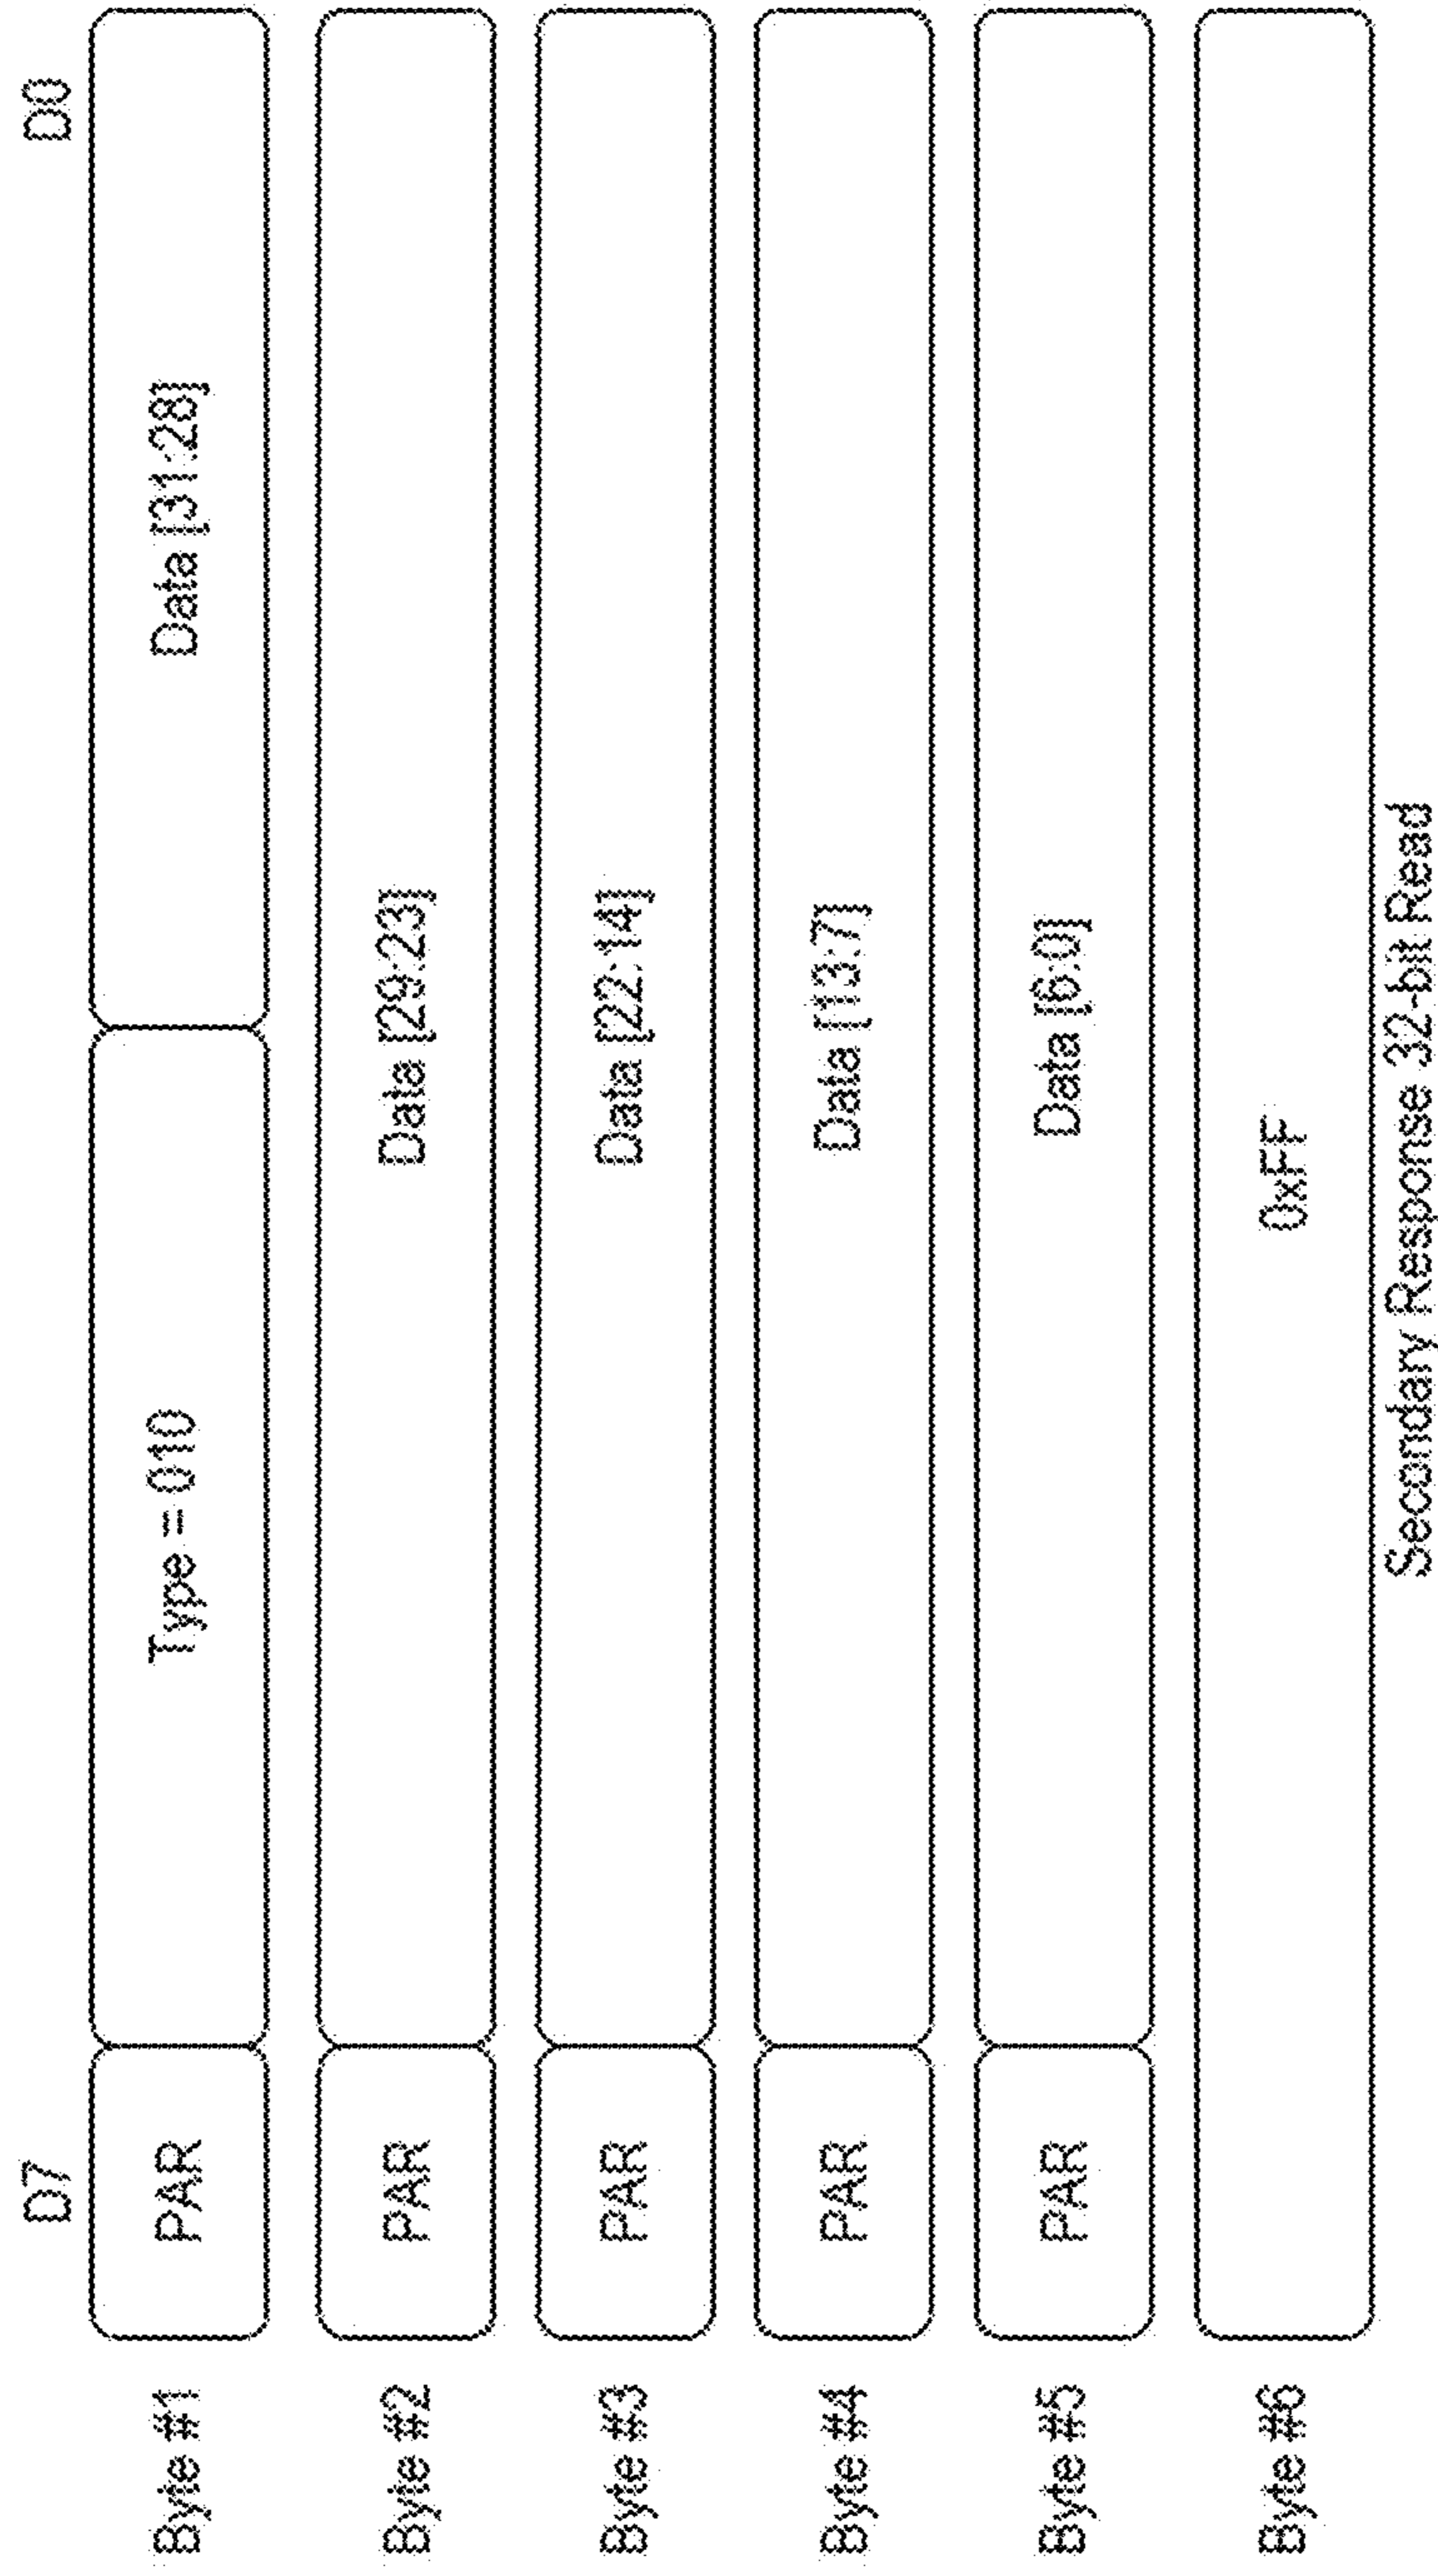 D7 D0
Byte #1 PAR Type = 010 Data [31:28]
Byte #2 PAR Data [29:23]
Byte #3 PAR Data [22:14]
Byte #4 PAR Data [13:7]
Byte #5 PAR Data [6:0]
Byte #6 0xFF
Secondary Response 32-bit Read